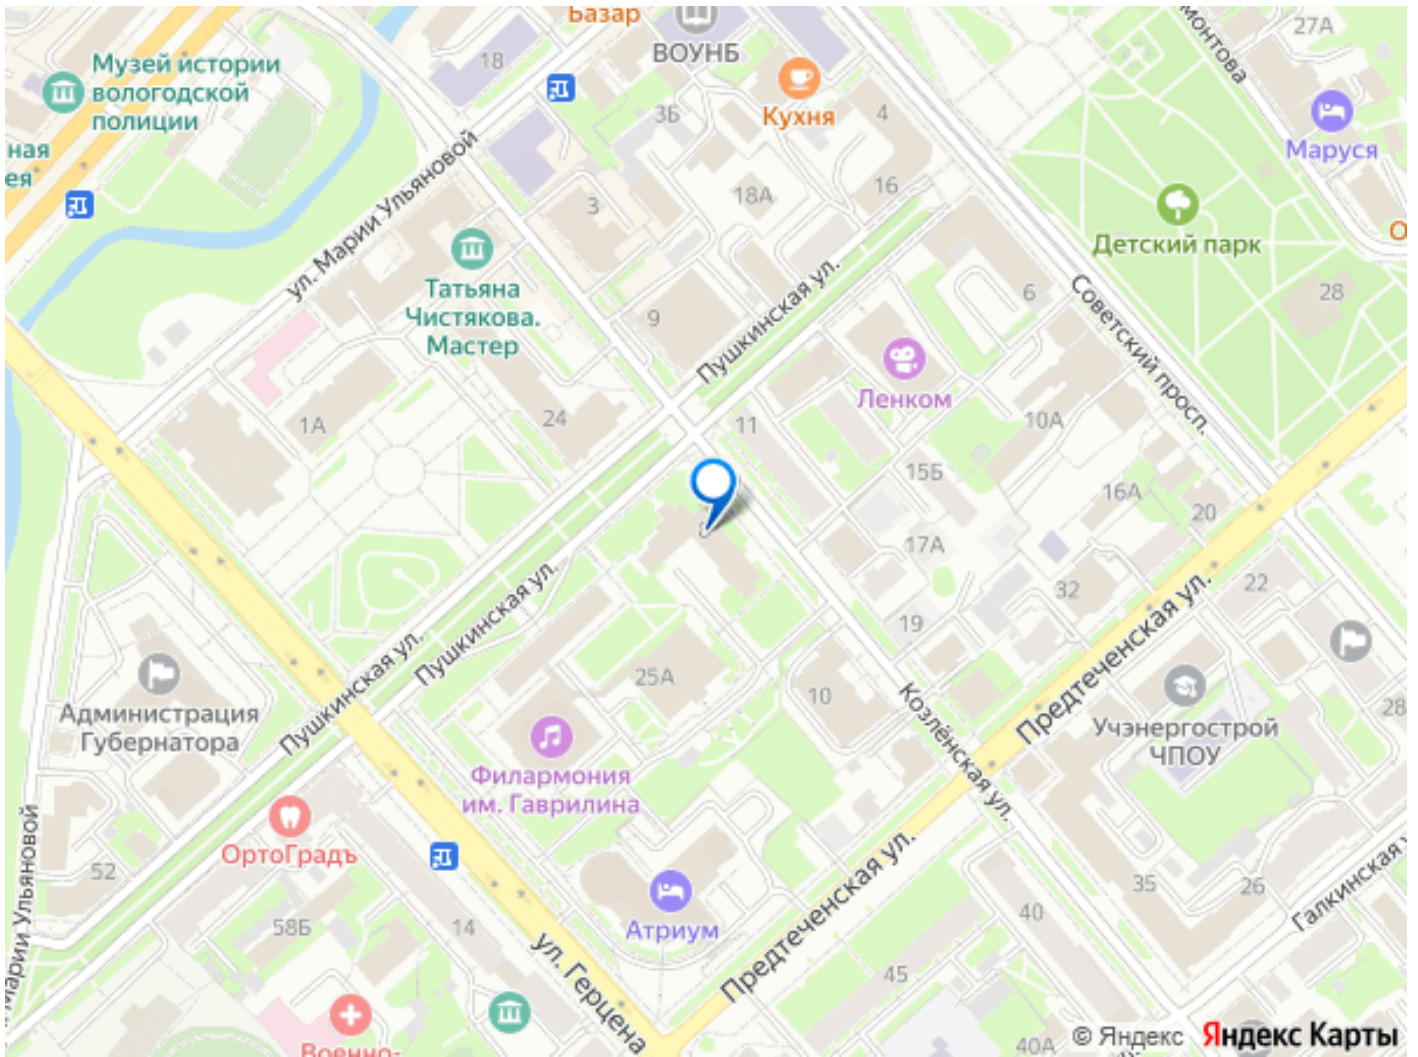 Базар
ВОУНБ
18
27А
Музей истории
вологодской
полиции
Кухня
3Б
4
Маруся
ул. Марии Ульяновой
18А
16
3
Детский парк
Татьяна
Чистякова.
Мастер
9
Пушкинская ул.
6
28
Советский просп.
Ленком
1А
24
11
10А
15Б
16А
20
17А
8
Пушкинская ул.
Пушкинская ул.
32
22
19
Предтеченская ул.
25А
10
Козлёнская ул.
Администрация
Губернатора
Учэнергострой
ЧПОУ
28
Филармония
им. Гаврилина
ОртоГрадъ
52
Марии Ульяновой
58Б
14
Атриум
Предтеченская ул.
35
26
40
Галкинская
45
ул. Герцена
Военно-
40А
© Яндекс
Яндекс Карты